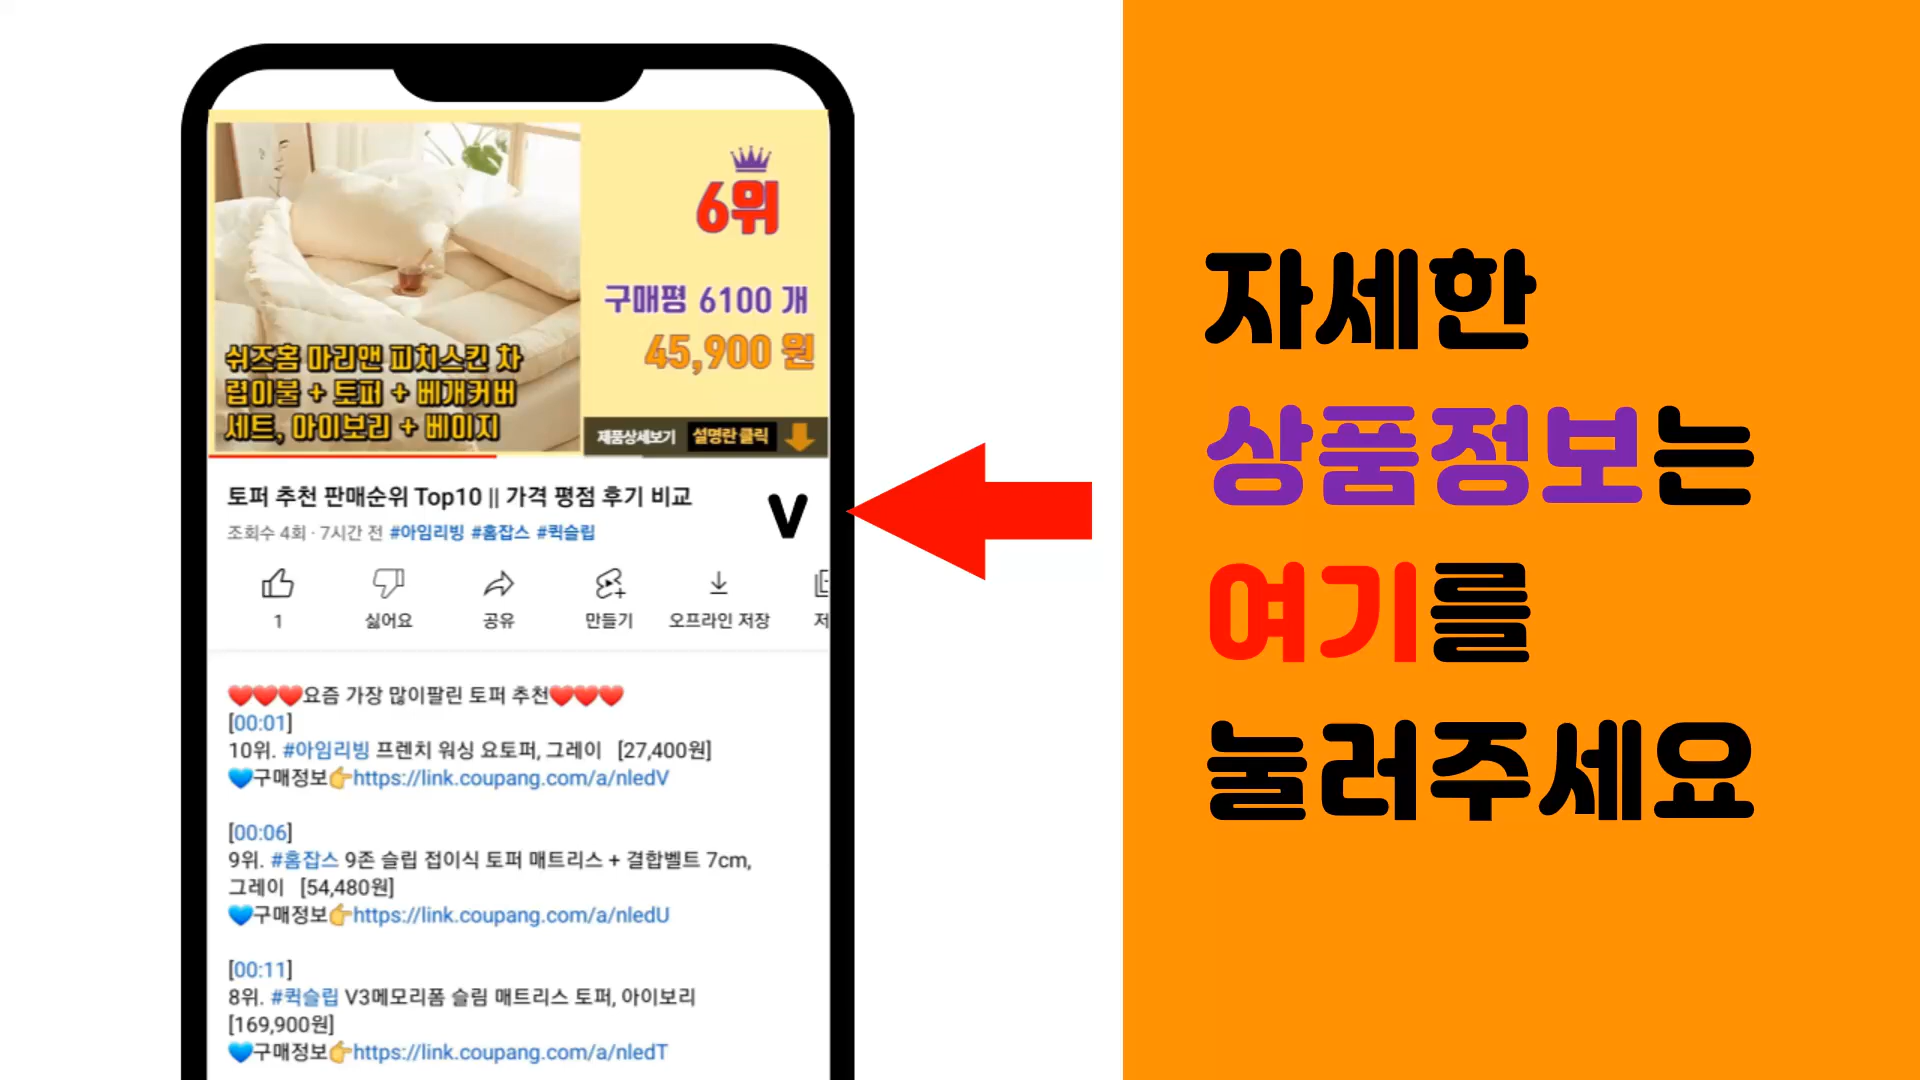 6위
구매평 6100 개
45,900 원
쉬즈홈 마리앤 피치스킨 차
렵이불 + 토퍼 + 베개커버
세트, 아이보리 + 베이지
제품상세보기 설명란 클릭
토퍼 추천 판매순위 Top10 || 가격 평점 후기 비교
V
조회수 4회 · 7시간 전 #아임리빙 #홈잡스 #퀵슬립
1 싫어요 공유 만들기 오프라인 저장 저
❤️❤️❤️요즘 가장 많이팔린 토퍼 추천❤️❤️❤️
[00:01]
10위. #아임리빙 프렌치 워싱 요토퍼, 그레이 [27,400원]
💙구매정보👉https://link.coupang.com/a/nledV
[00:06]
9위. #홈잡스 9존 슬립 접이식 토퍼 매트리스 + 결합벨트 7cm,
그레이 [54,480원]
💙구매정보👉https://link.coupang.com/a/nledU
[00:11]
8위. #퀵슬립 V3메모리폼 슬림 매트리스 토퍼, 아이보리
[169,900원]
💙구매정보👉https://link.coupang.com/a/nledT
자세한
상품정보는
여기를
눌러주세요